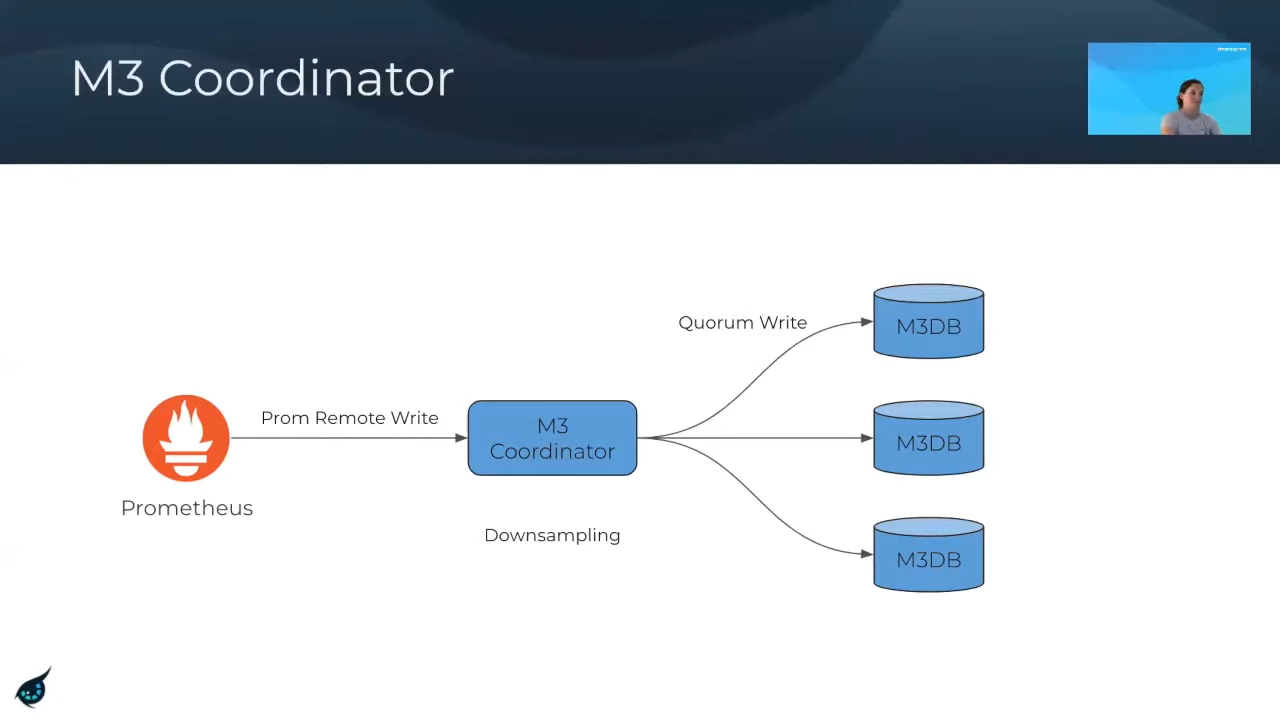 M3 Coordinator
Quorum Write
M3DB
Prom Remote Write
M3
Coordinator
M3DB
Prometheus
Downsampling
M3DB